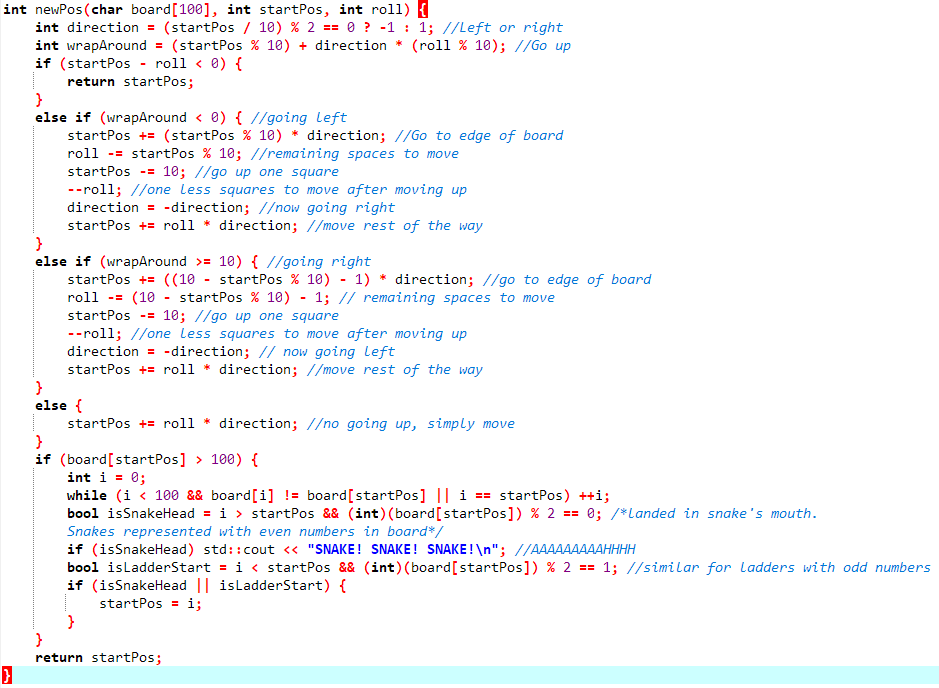 int newPos(char board[100], int startPos, int roll) {
    int direction = (startPos / 10) % 2 == 0 ? -1 : 1; //Left or right
    int wrapAround = (startPos % 10) + direction * (roll % 10); //Go up
    if (startPos - roll < 0) {
        return startPos;
    }
    else if (wrapAround < 0) { //going left
        startPos += (startPos % 10) * direction; //Go to edge of board
        roll -= startPos % 10; //remaining spaces to move
        startPos -= 10; //go up one square
        --roll; //one less squares to move after moving up
        direction = -direction; //now going right
        startPos += roll * direction; //move rest of the way
    }
    else if (wrapAround >= 10) { //going right
        startPos += ((10 - startPos % 10) - 1) * direction; //go to edge of board
        roll -= (10 - startPos % 10) - 1; // remaining spaces to move
        startPos -= 10; //go up one square
        --roll; //one less squares to move after moving up
        direction = -direction; // now going left
        startPos += roll * direction; //move rest of the way
    }
    else {
        startPos += roll * direction; //no going up, simply move
    }
    if (board[startPos] > 100) {
        int i = 0;
        while (i < 100 && board[i] != board[startPos] || i == startPos) ++i;
        bool isSnakeHead = i > startPos && (int)(board[startPos]) % 2 == 0; /*landed in snake's mouth.
        Snakes represented with even numbers in board*/
        if (isSnakeHead) std::cout << "SNAKE! SNAKE! SNAKE!\n"; //AAAAAAAAAHHHH
        bool isLadderStart = i < startPos && (int)(board[startPos]) % 2 == 1; //similar for ladders with odd numbers
        if (isSnakeHead || isLadderStart) {
            startPos = i;
        }
    }
    return startPos;
}